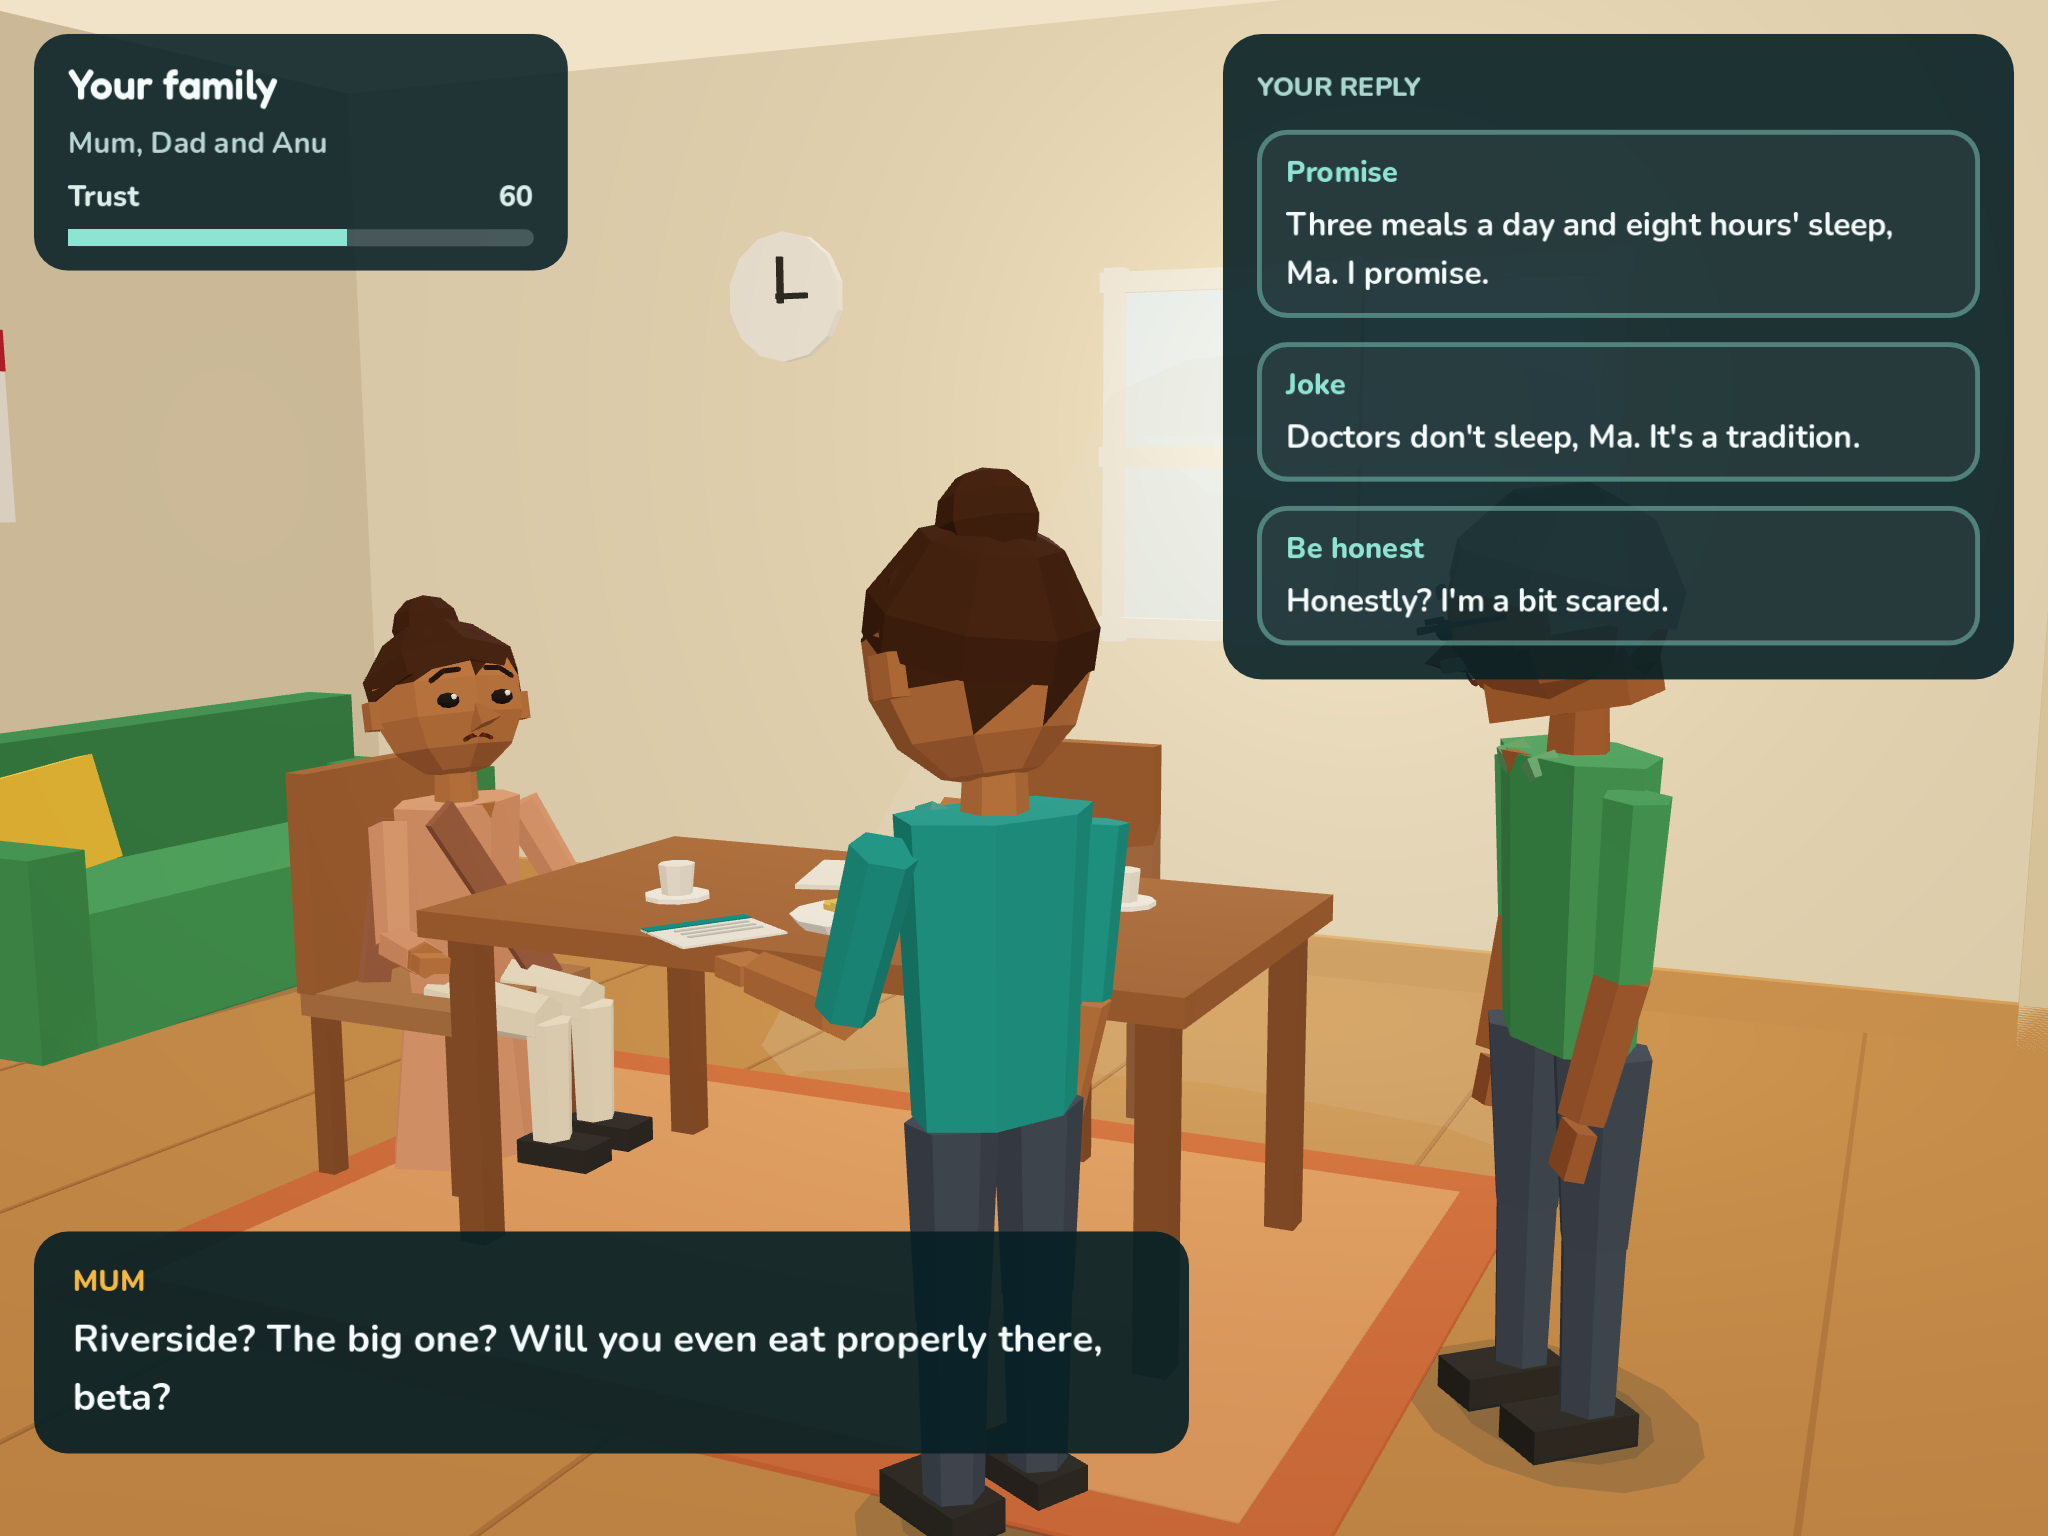 Your family
Mum, Dad and Anu
Trust 60
YOUR REPLY
Promise
Three meals a day and eight hours' sleep,
Ma. I promise.
Joke
Doctors don't sleep, Ma. It's a tradition.
Be honest
Honestly? I'm a bit scared.
MUM
Riverside? The big one? Will you even eat properly there,
beta?